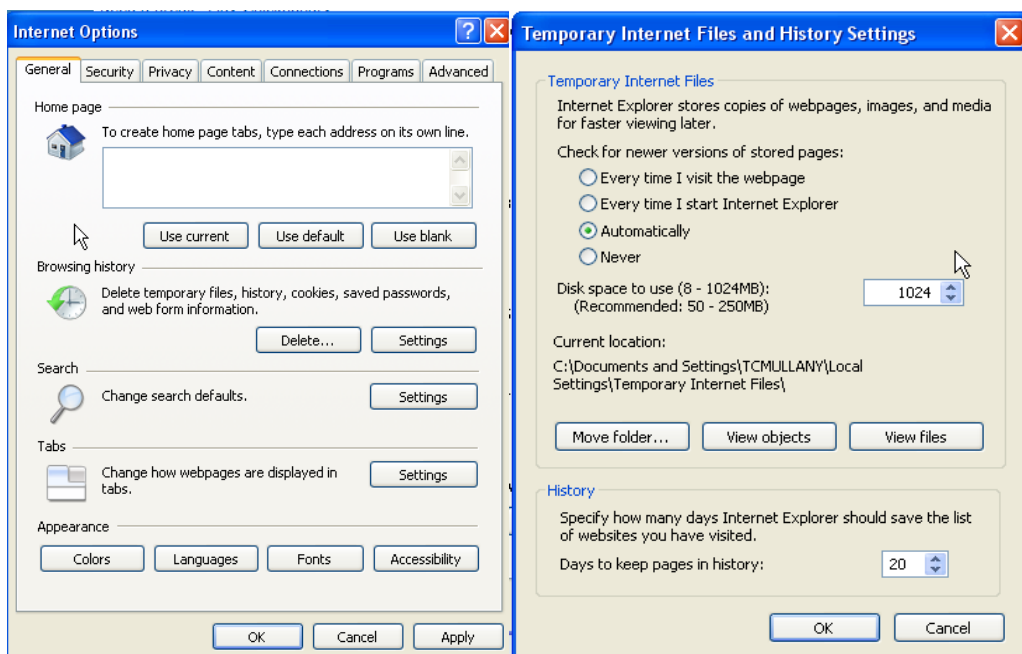 Internet Options
General
Security
Privacy
Content
Connections
Programs
Advanced
Home page
To create home page tabs, type each address on its own line.
Use current
Use default
Use blank
Browsing history
Delete temporary files, history, cookies, saved passwords,
and web form information.
Delete...
Settings
Search
Change search defaults.
Settings
Tabs
Change how webpages are displayed in
tabs.
Settings
Appearance
Colors
Languages
Fonts
Accessibility
OK
Cancel
Apply
Temporary Internet Files and History Settings
Temporary Internet Files
Internet Explorer stores copies of webpages, images, and media
for faster viewing later.
Check for newer versions of stored pages:
Every time I visit the webpage
Every time I start Internet Explorer
Automatically
Never
Disk space to use (8 - 1024MB):
(Recommended: 50 - 250MB)
1024
Current location:
C:\Documents and Settings\TCMULLANY\Local
Settings\Temporary Internet Files\
Move folder...
View objects
View files
History
Specify how many days Internet Explorer should save the list
of websites you have visited.
Days to keep pages in history:
20
OK
Cancel